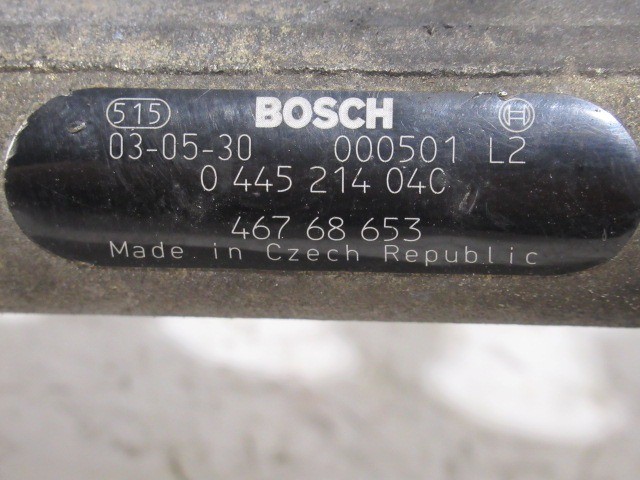 515 BOSCH
03-05-30 000501 L2
0 445 214 040
467 68 653
Made in Czech Republic